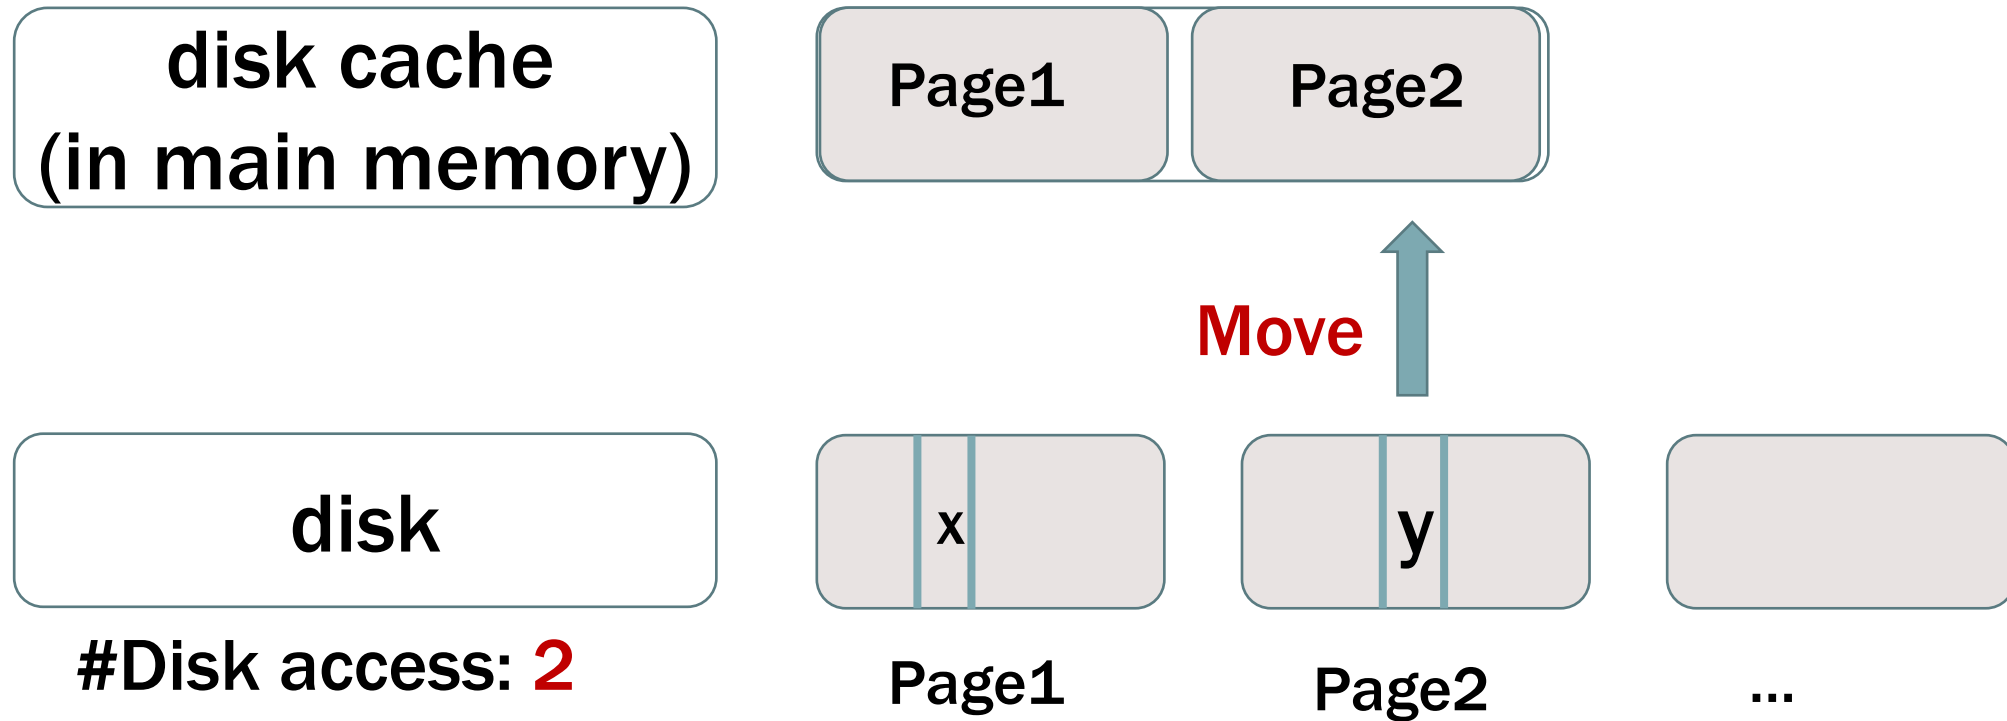 disk cache
(in main memory)
Page1
Page2
Move
disk
x
y
#Disk access: 2
Page1
Page2
...